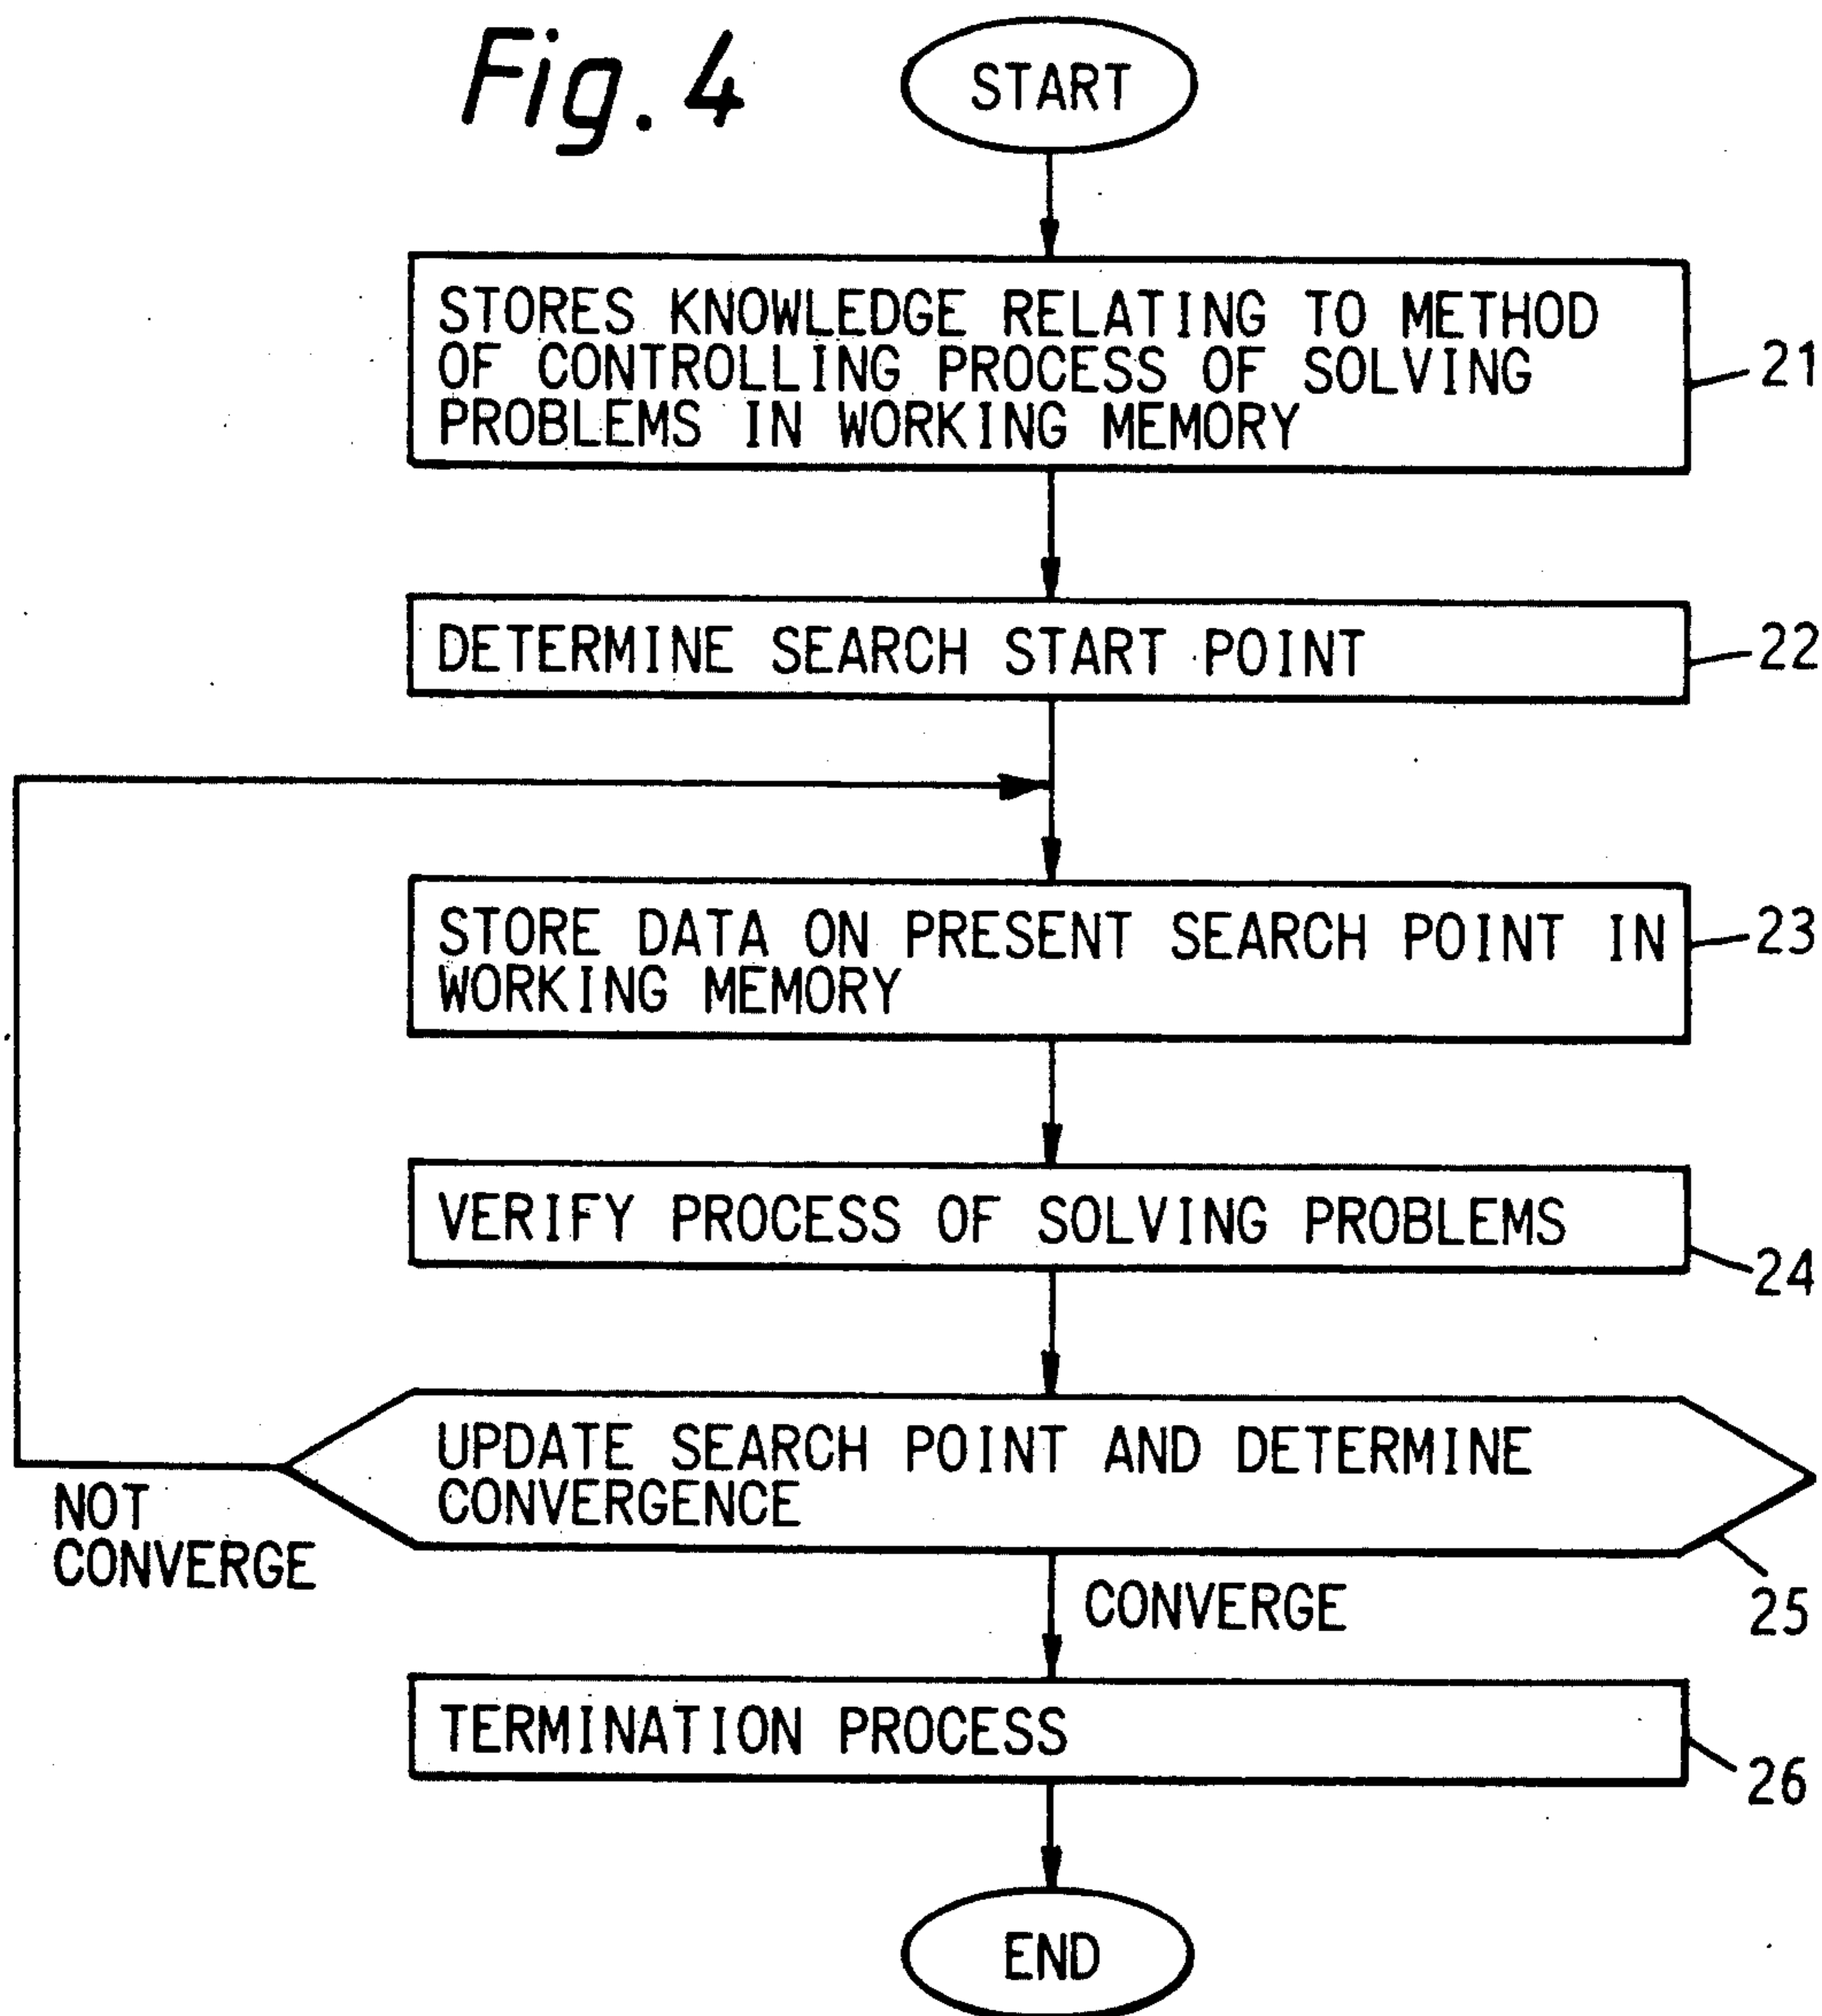 Fig. 4
START
STORES KNOWLEDGE RELATING TO METHOD
OF CONTROLLING PROCESS OF SOLVING
PROBLEMS IN WORKING MEMORY
21
DETERMINE SEARCH START POINT
22
STORE DATA ON PRESENT SEARCH POINT IN
WORKING MEMORY
23
VERIFY PROCESS OF SOLVING PROBLEMS
24
UPDATE SEARCH POINT AND DETERMINE
CONVERGENCE
25
NOT
CONVERGE
CONVERGE
TERMINATION PROCESS
26
END